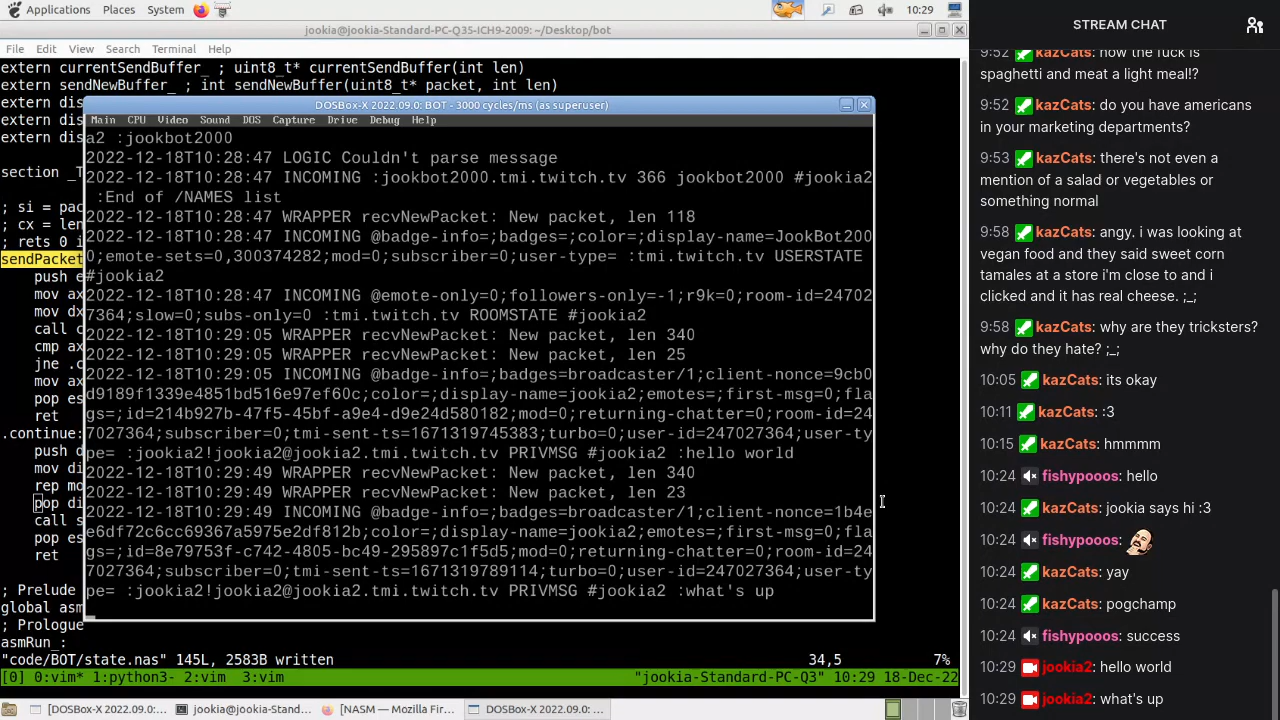 Applications Places System 10:29
jookia@jookia-Standard-PC-Q35-ICH9-2009: ~/Desktop/bot
File Edit View Search Terminal Help
extern currentSendBuffer_ ; uint8_t* currentSendBuffer(int len)
extern sendNewBuffer_ ; int sendNewBuffer(uint8_t* packet, int len)
extern dis
extern dis
extern dis
section _T
; si = pac
; cx = len
; rets 0 i
sendPacket
push e
mov ax
mov dx
call c
cmp ax
jne .c
mov ax
pop es
ret
.continue:
push d
mov di
rep mo
pop di
call s
pop es
ret
; Prelude
global asm
; Prologue
asmRun_:
"code/BOT/state.nas" 145L, 2583B written 34,5 7%
[0] 0:vim* 1:python3- 2:vim 3:vim "jookia-Standard-PC-Q3" 10:29 18-Dec-22
DOSBox-X 2022.09.0: BOT - 3000 cycles/ms (as superuser)
Main CPU Video Sound DOS Capture Drive Debug Help
a2 :jookbot2000
2022-12-18T10:28:47 LOGIC Couldn't parse message
2022-12-18T10:28:47 INCOMING :jookbot2000.tmi.twitch.tv 366 jookbot2000 #jookia2
:End of /NAMES list
2022-12-18T10:28:47 WRAPPER recvNewPacket: New packet, len 118
2022-12-18T10:28:47 INCOMING @badge-info=;badges=;color=;display-name=JookBot200
0;emote-sets=0,300374282;mod=0;subscriber=0;user-type= :tmi.twitch.tv USERSTATE
#jookia2
2022-12-18T10:28:47 INCOMING @emote-only=0;followers-only=-1;r9k=0;room-id=24702
7364;slow=0;subs-only=0 :tmi.twitch.tv ROOMSTATE #jookia2
2022-12-18T10:29:05 WRAPPER recvNewPacket: New packet, len 340
2022-12-18T10:29:05 WRAPPER recvNewPacket: New packet, len 25
2022-12-18T10:29:05 INCOMING @badge-info=;badges=broadcaster/1;client-nonce=9cb0
d9189f1339e4851bd516e97ef60c;color=;display-name=jookia2;emotes=;first-msg=0;fla
gs=;id=214b927b-47f5-45bf-a9e4-d9e24d580182;mod=0;returning-chatter=0;room-id=24
7027364;subscriber=0;tmi-sent-ts=1671319745383;turbo=0;user-id=247027364;user-ty
pe= :jookia2!jookia2@jookia2.tmi.twitch.tv PRIVMSG #jookia2 :hello world
2022-12-18T10:29:49 WRAPPER recvNewPacket: New packet, len 340
2022-12-18T10:29:49 WRAPPER recvNewPacket: New packet, len 23
2022-12-18T10:29:49 INCOMING @badge-info=;badges=broadcaster/1;client-nonce=1b4e
e6df72c6cc69367a5975e2df812b;color=;display-name=jookia2;emotes=;first-msg=0;fla
gs=;id=8e79753f-c742-4805-bc49-295897c1f5d5;mod=0;returning-chatter=0;room-id=24
7027364;subscriber=0;tmi-sent-ts=1671319789114;turbo=0;user-id=247027364;user-ty
pe= :jookia2!jookia2@jookia2.tmi.twitch.tv PRIVMSG #jookia2 :what's up
[DOSBox-X 2022.09.0:... jookia@jookia-Standard... [NASM - Mozilla Fir... DOSBox-X 2022.09.0: ...
STREAM CHAT
9:52 kazCats: how the fuck is
spaghetti and meat a light meal!?
9:52 kazCats: do you have americans
in your marketing departments?
9:53 kazCats: there's not even a
mention of a salad or vegetables or
something normal
9:58 kazCats: angry. i was looking at
vegan food and they said sweet corn
tamales at a store i'm close to and i
clicked and it has real cheese. ;_;
9:58 kazCats: why are they tricksters?
why do they hate? ;_;
10:05 kazCats: its okay
10:11 kazCats: :3
10:15 kazCats: hmmmm
10:24 fishypooos: hello
10:24 kazCats: jookia says hi :3
10:24 fishypooos:
10:24 kazCats: yay
10:24 kazCats: pogchamp
10:24 fishypooos: success
10:29 jookia2: hello world
10:29 jookia2: what's up